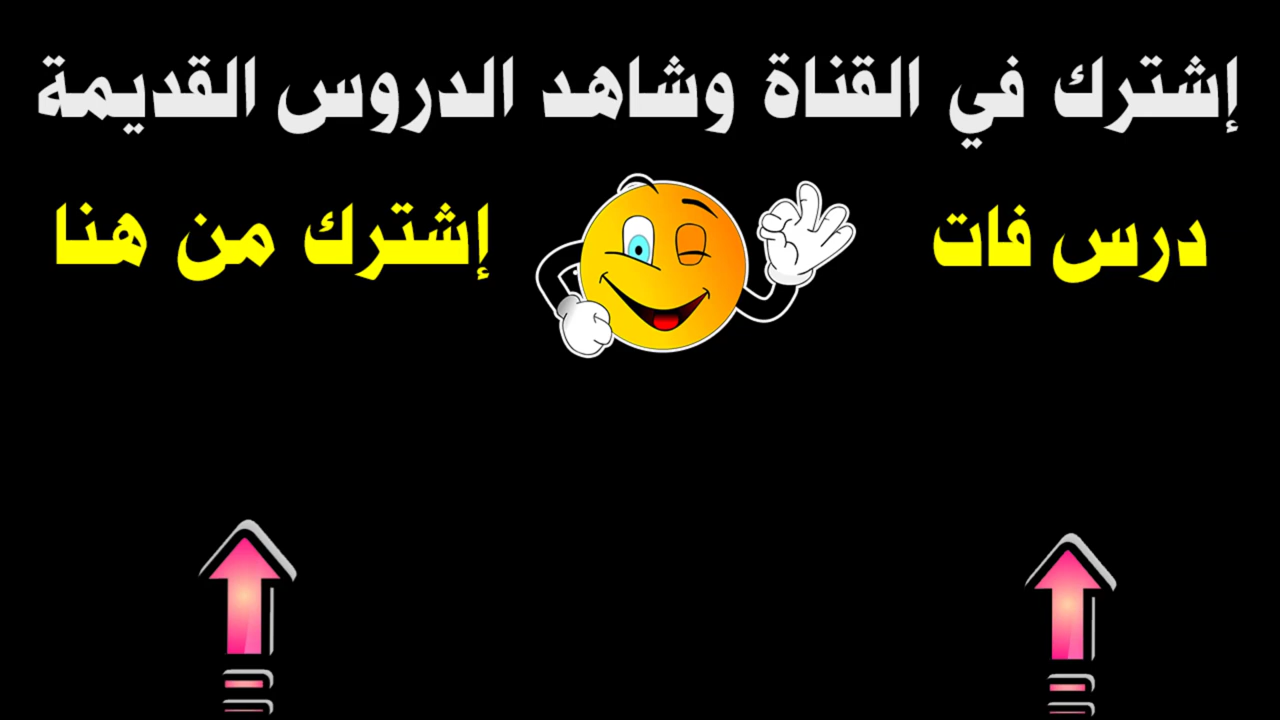 إشترك في القناة وشاهد الدروس القديمة
درس فات
إشترك من هنا